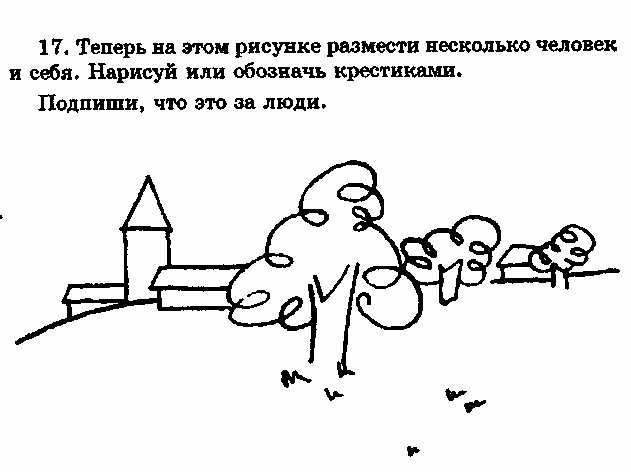 17. Теперь на этом рисунке размести несколько человек
и себя. Нарисуй или обозначь крестиками.
Подпиши, что это за люди.